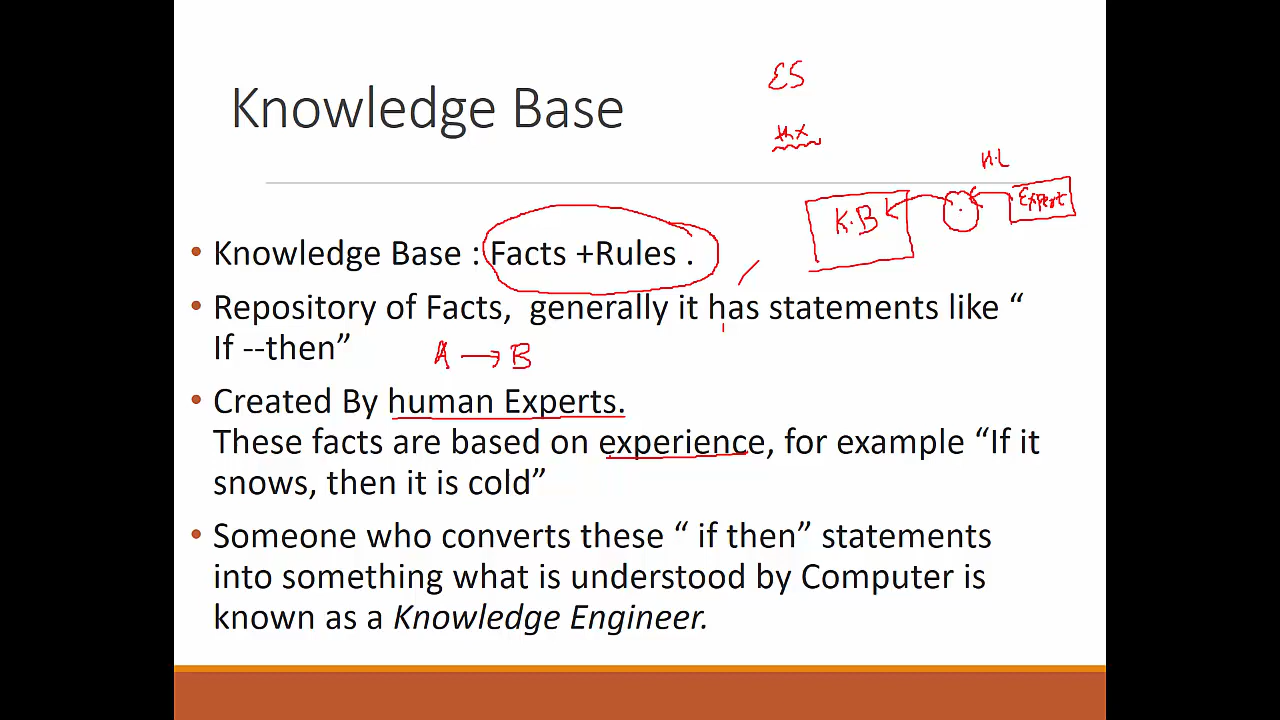 ES
Knowledge Base
Expert
K.B
• Knowledge Base : Facts +Rules .
• Repository of Facts, generally it has statements like “
If --then”
A → B
• Created By human Experts.
These facts are based on experience, for example “If it
snows, then it is cold”
• Someone who converts these “ if then” statements
into something what is understood by Computer is
known as a Knowledge Engineer.